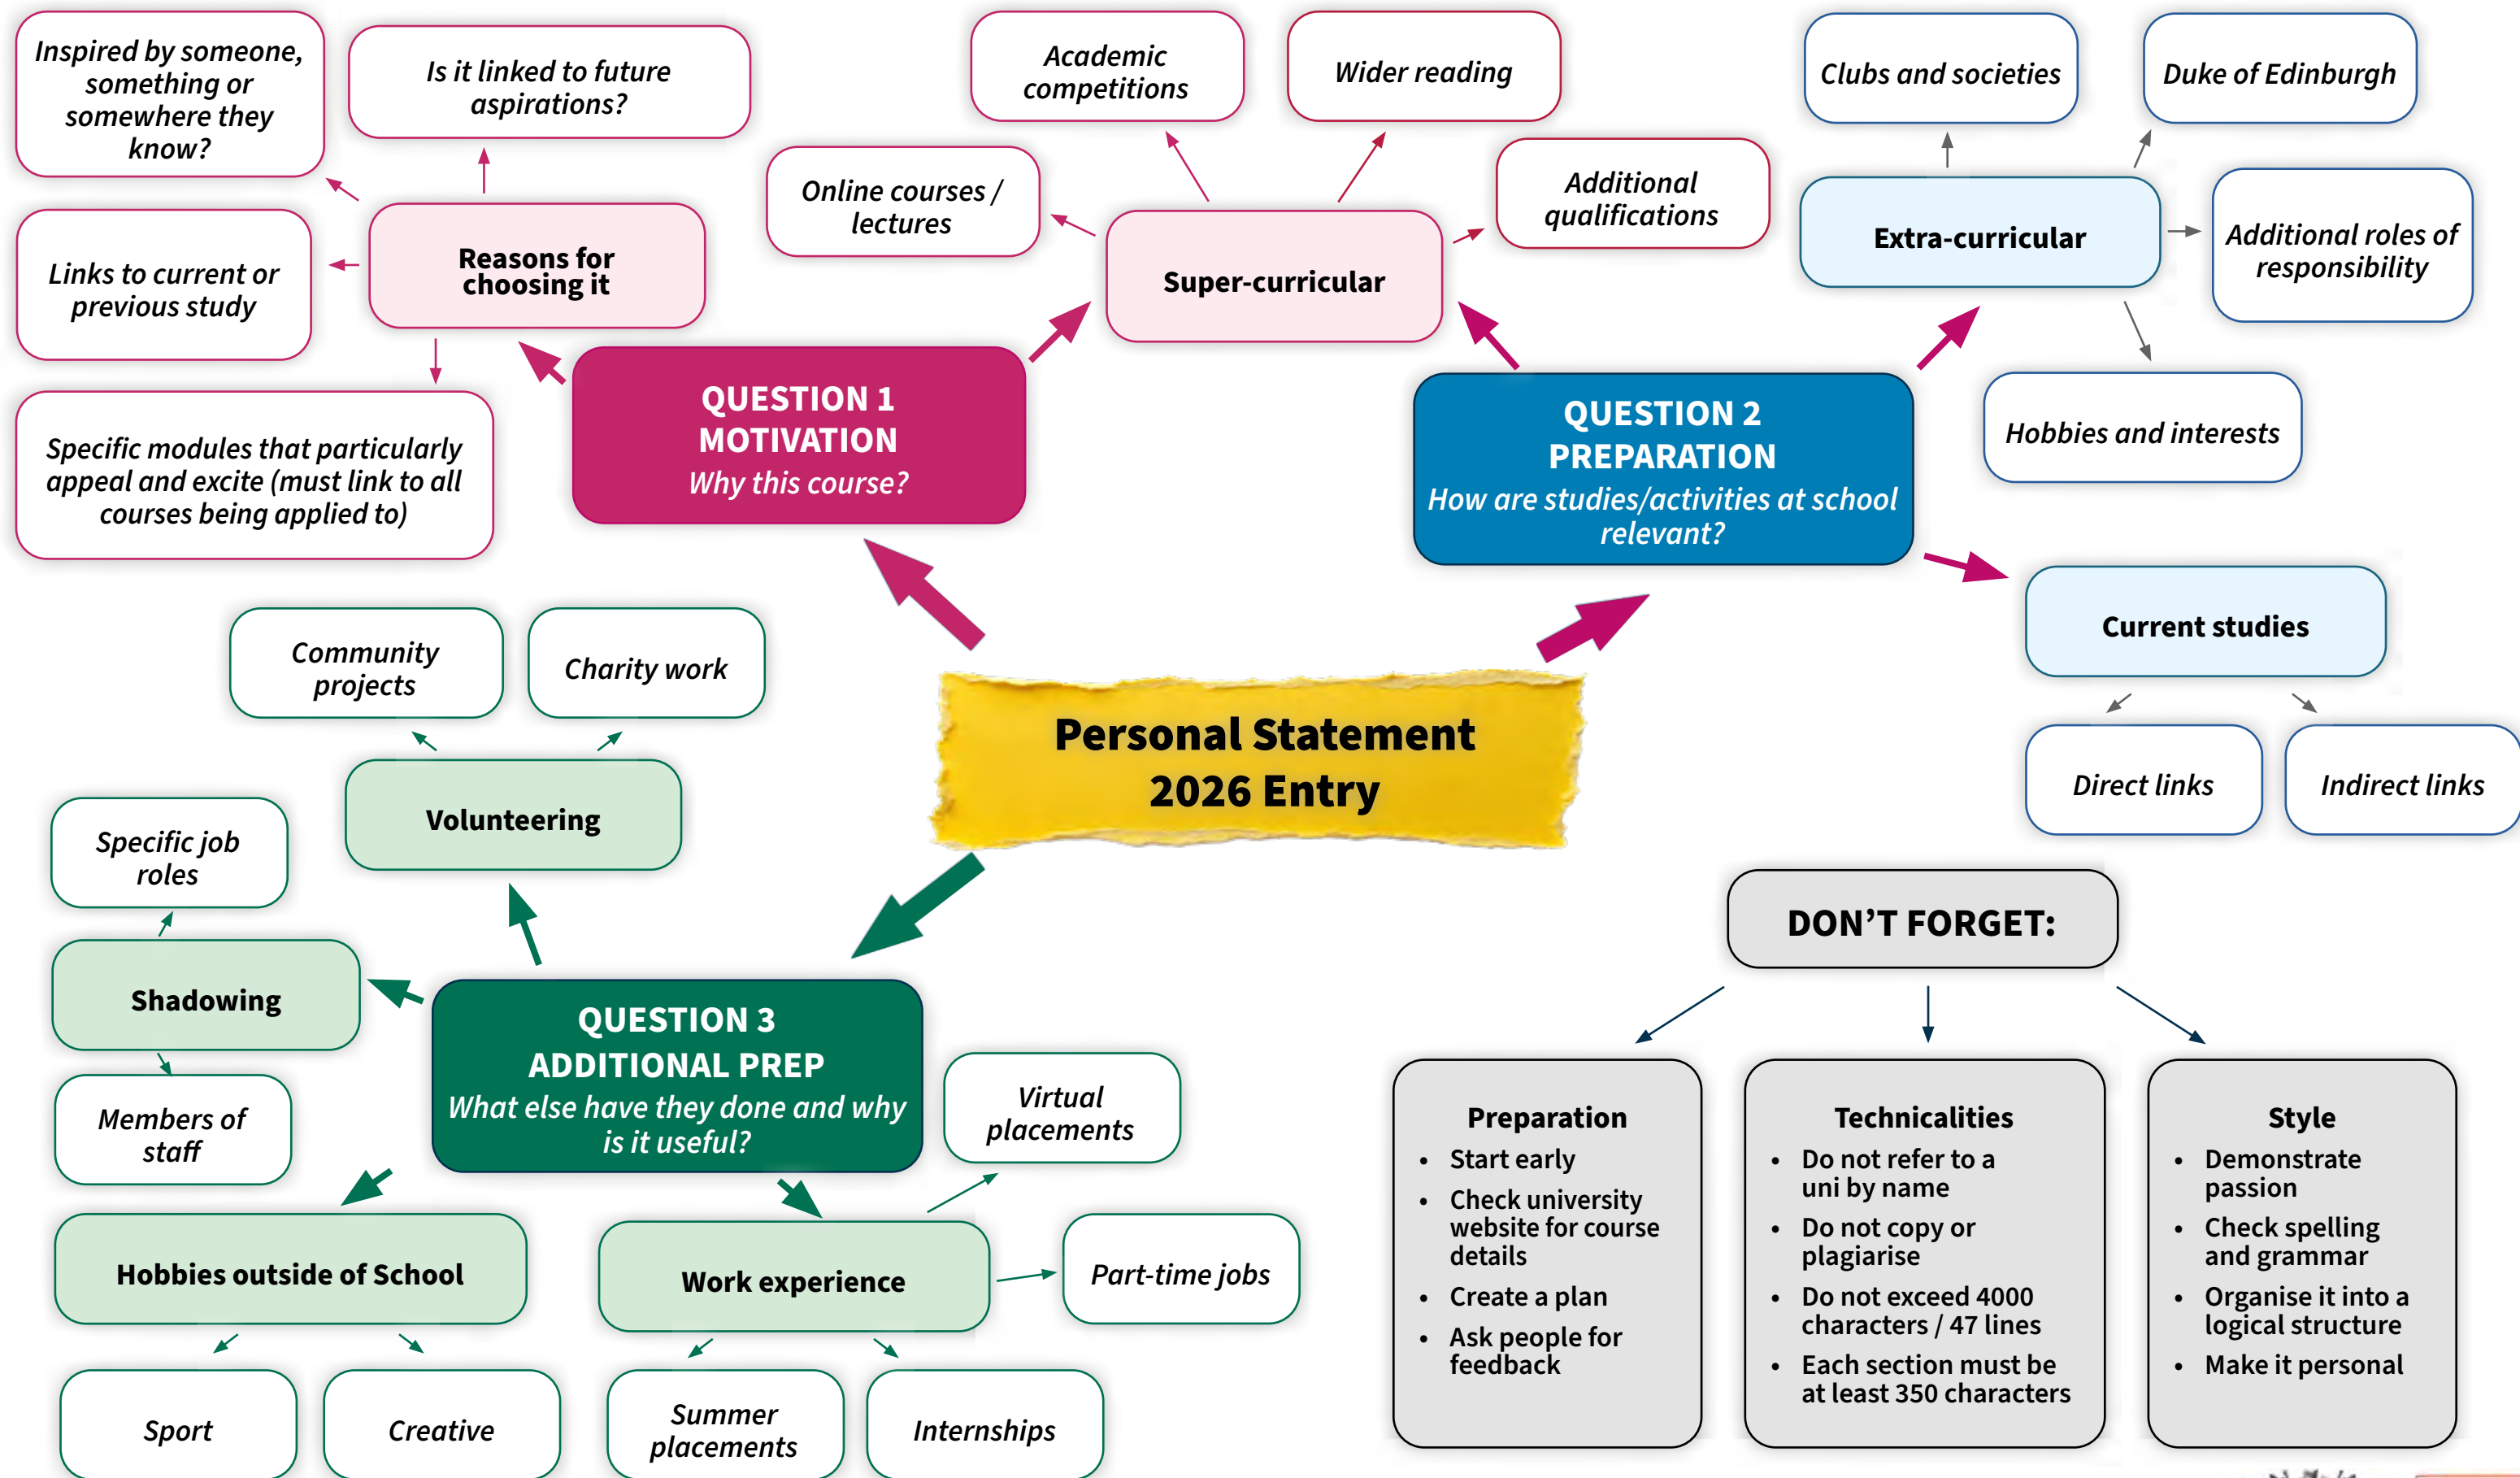 Inspired by someone,
something or
somewhere they
know?
Is it linked to future
aspirations?
Links to current or
previous study
Reasons for
choosing it
Specific modules that particularly
appeal and excite (must link to all
courses being applied to)
QUESTION 1
MOTIVATION
Why this course?
Academic
competitions
Wider reading
Online courses /
lectures
Additional
qualifications
Super-curricular
Clubs and societies
Duke of Edinburgh
Extra-curricular
Additional roles of
responsibility
Hobbies and interests
QUESTION 2
PREPARATION
How are studies/activities at school
relevant?
Current studies
Direct links
Indirect links
Personal Statement
2026 Entry
Community
projects
Charity work
Volunteering
Specific job
roles
Shadowing
Members of
staff
QUESTION 3
ADDITIONAL PREP
What else have they done and why
is it useful?
Virtual
placements
Part-time jobs
Hobbies outside of School
Work experience
Sport
Creative
Summer
placements
Internships
DON’T FORGET:
Preparation
• Start early
• Check university
website for course
details
• Create a plan
• Ask people for
feedback
Technicalities
• Do not refer to a
uni by name
• Do not copy or
plagiarise
• Do not exceed 4000
characters / 47 lines
• Each section must be
at least 350 characters
Style
• Demonstrate
passion
• Check spelling
and grammar
• Organise it into a
logical structure
• Make it personal